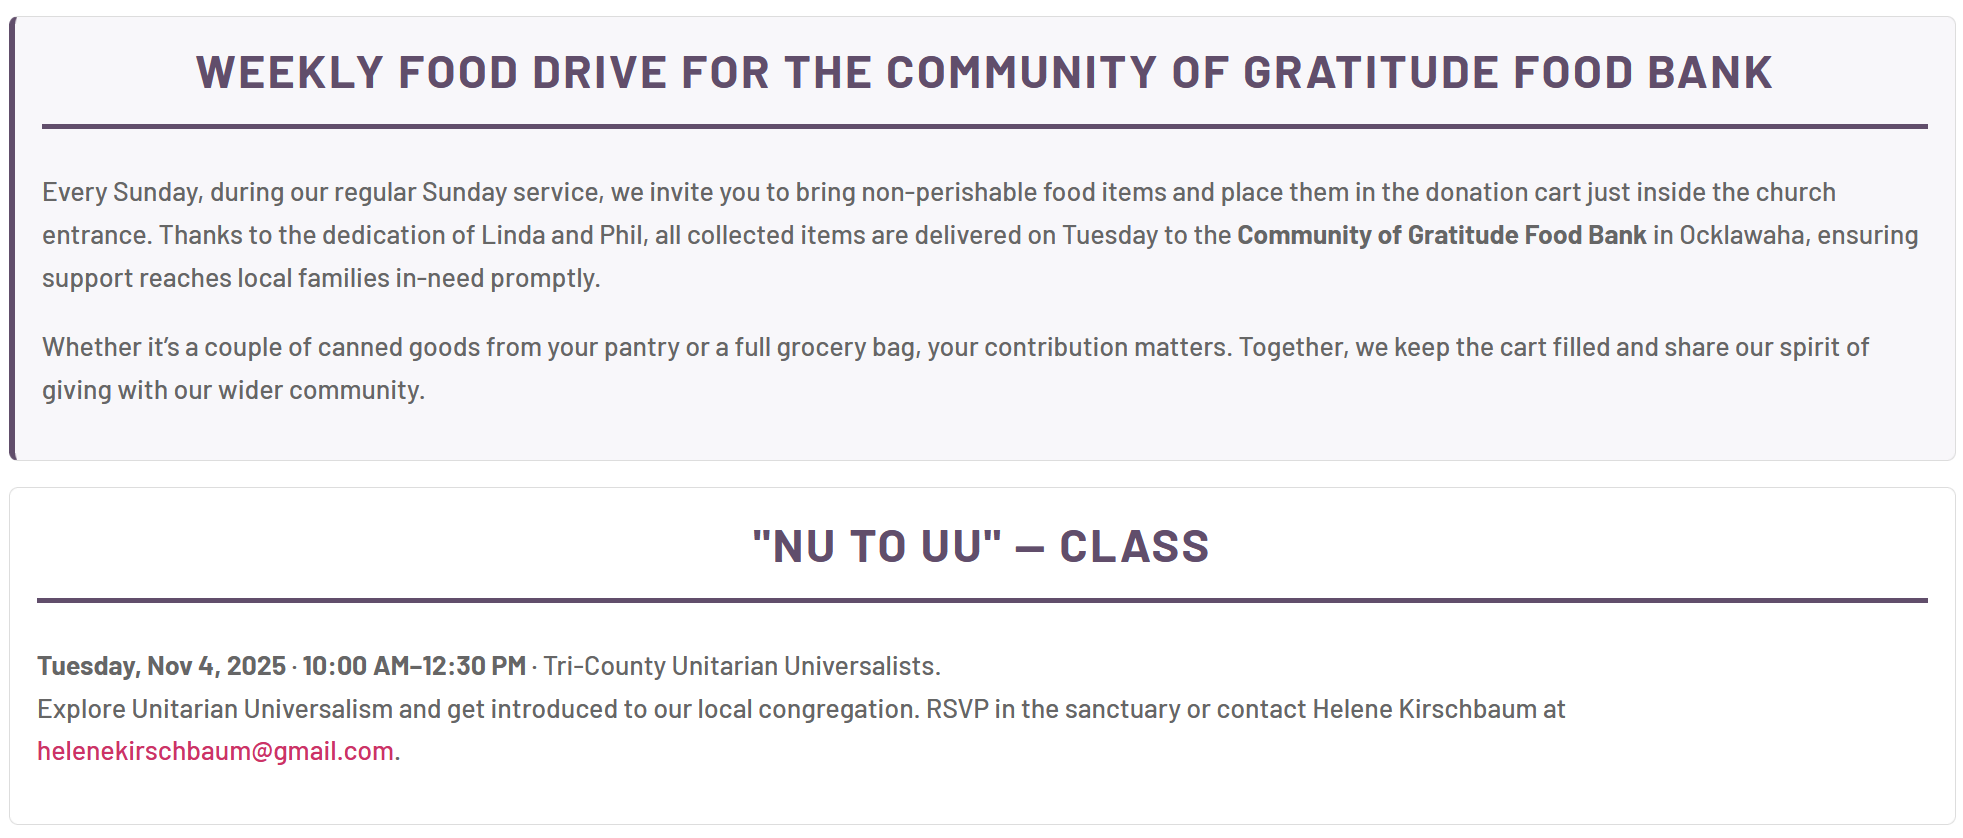 WEEKLY FOOD DRIVE FOR THE COMMUNITY OF GRATITUDE FOOD BANK
Every Sunday, during our regular Sunday service, we invite you to bring non-perishable food items and place them in the donation cart just inside the church
entrance. Thanks to the dedication of Linda and Phil, all collected items are delivered on Tuesday to the Community of Gratitude Food Bank in Ocklawaha, ensuring
support reaches local families in-need promptly.
Whether it’s a couple of canned goods from your pantry or a full grocery bag, your contribution matters. Together, we keep the cart filled and share our spirit of
giving with our wider community.
"NU TO UU" — CLASS
Tuesday, Nov 4, 2025 · 10:00 AM–12:30 PM · Tri-County Unitarian Universalists.
Explore Unitarian Universalism and get introduced to our local congregation. RSVP in the sanctuary or contact Helene Kirschbaum at
helenekirschbaum@gmail.com.